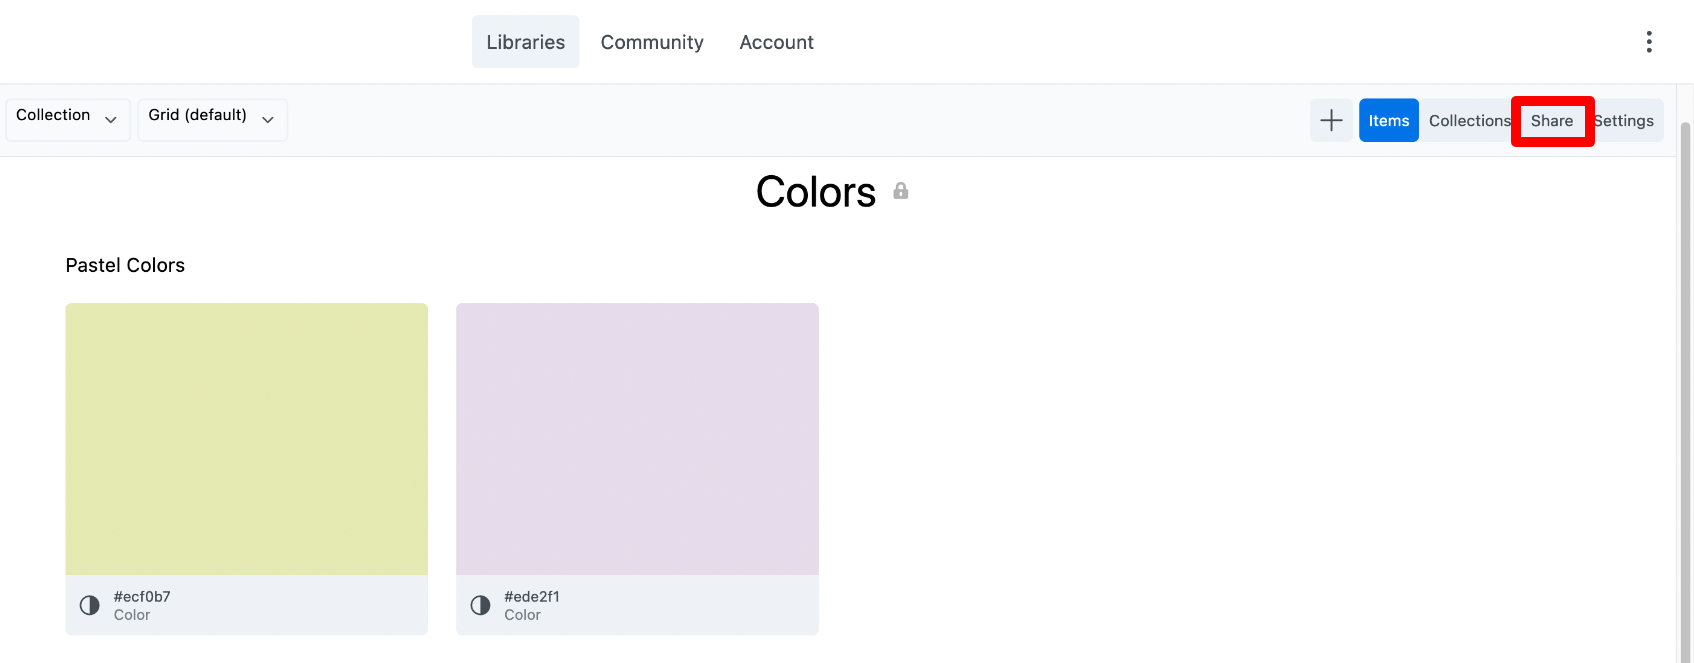 Libraries Community Account
Collection Grid (default) Items Collections Share Settings
Colors
Pastel Colors
#ecf0b7 #ede2f1
Color Color